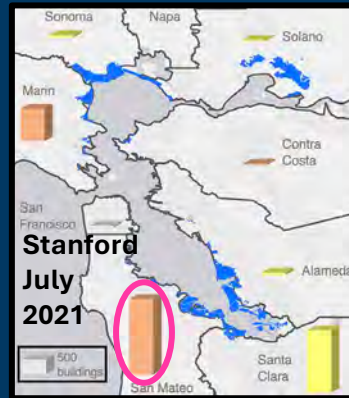 Sonoma
Napa
Solano
Marin
Contra
Costa
San
Francisco
Stanford
July
2021
Alameda
500
buildings
Santa
Clara
San Mateo